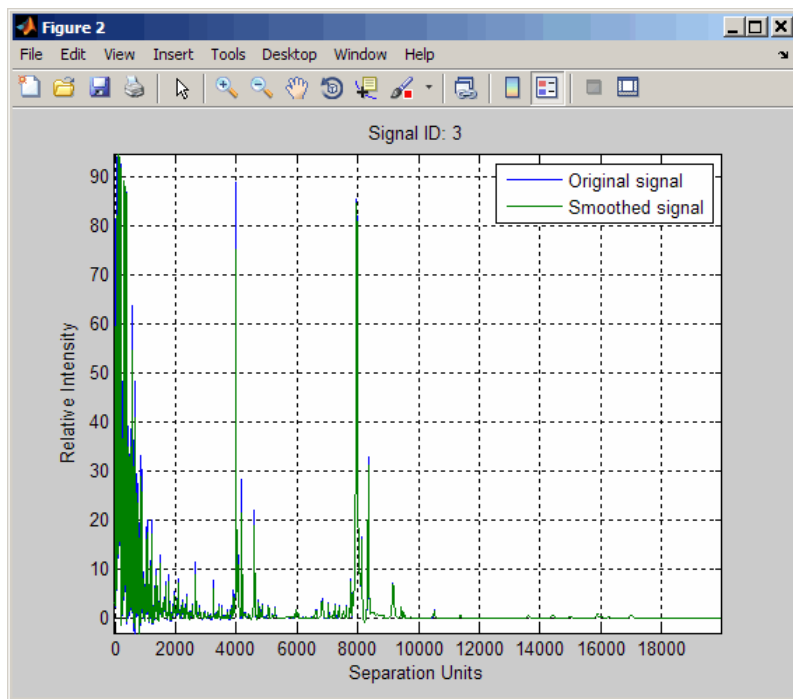 Figure 2
File Edit View Insert Tools Desktop Window Help
Signal ID: 3
Original signal
Smoothed signal
90
80
70
60
50
40
30
20
10
0
Relative Intensity
0 2000 4000 6000 8000 10000 12000 14000 16000 18000
Separation Units